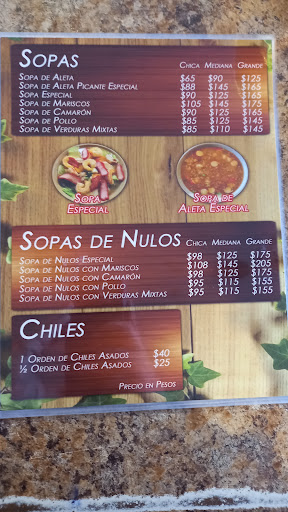 SOPAS CHICA MEDIANA GRANDE
SOPA DE ALETA $65 $90 $125
SOPA DE ALETA PICANTE ESPECIAL $88 $145 $165
SOPA ESPECIAL $90 $125 $165
SOPA DE MARISCOS $105 $145 $175
SOPA DE CAMARÓN $90 $125 $165
SOPA DE POLLO $85 $125 $145
SOPA DE VERDURAS MIXTAS $85 $110 $145
SOPA ESPECIAL
SOPA DE ALETA ESPECIAL
SOPAS DE NULOS CHICA MEDIANA GRANDE
SOPA DE NULOS ESPECIAL $98 $125 $175
SOPA DE NULOS CON MARISCOS $108 $145 $205
SOPA DE NULOS CON CAMARÓN $98 $125 $175
SOPA DE NULOS CON POLLO $95 $115 $155
SOPA DE NULOS CON VERDURAS MIXTAS $95 $115 $155
CHILES
1 ORDEN DE CHILES ASADOS $40
½ ORDEN DE CHILES ASADOS $25
PRECIO EN PESOS